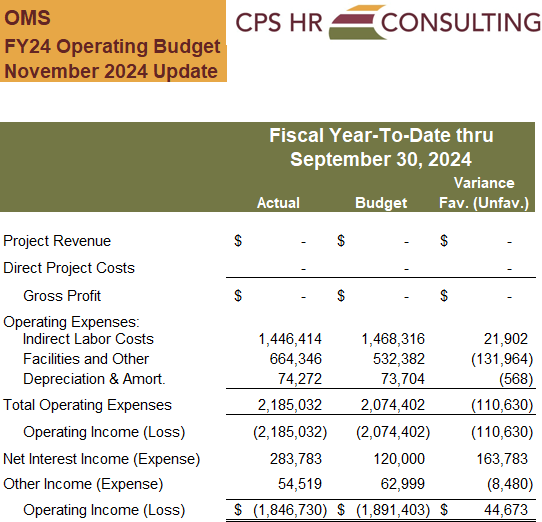 OMS
FY24 Operating Budget
November 2024 Update
CPS HR CONSULTING
Fiscal Year-To-Date thru
September 30, 2024
Variance
Actual Budget Fav. (Unfav.)
Project Revenue $ - $ - $ -
Direct Project Costs - - -
Gross Profit $ - $ - $ -
Operating Expenses:
Indirect Labor Costs 1,446,414 1,468,316 21,902
Facilities and Other 664,346 532,382 (131,964)
Depreciation & Amort. 74,272 73,704 (568)
Total Operating Expenses 2,185,032 2,074,402 (110,630)
Operating Income (Loss) (2,185,032) (2,074,402) (110,630)
Net Interest Income (Expense) 283,783 120,000 163,783
Other Income (Expense) 54,519 62,999 (8,480)
Operating Income (Loss) $ (1,846,730) $ (1,891,403) $ 44,673